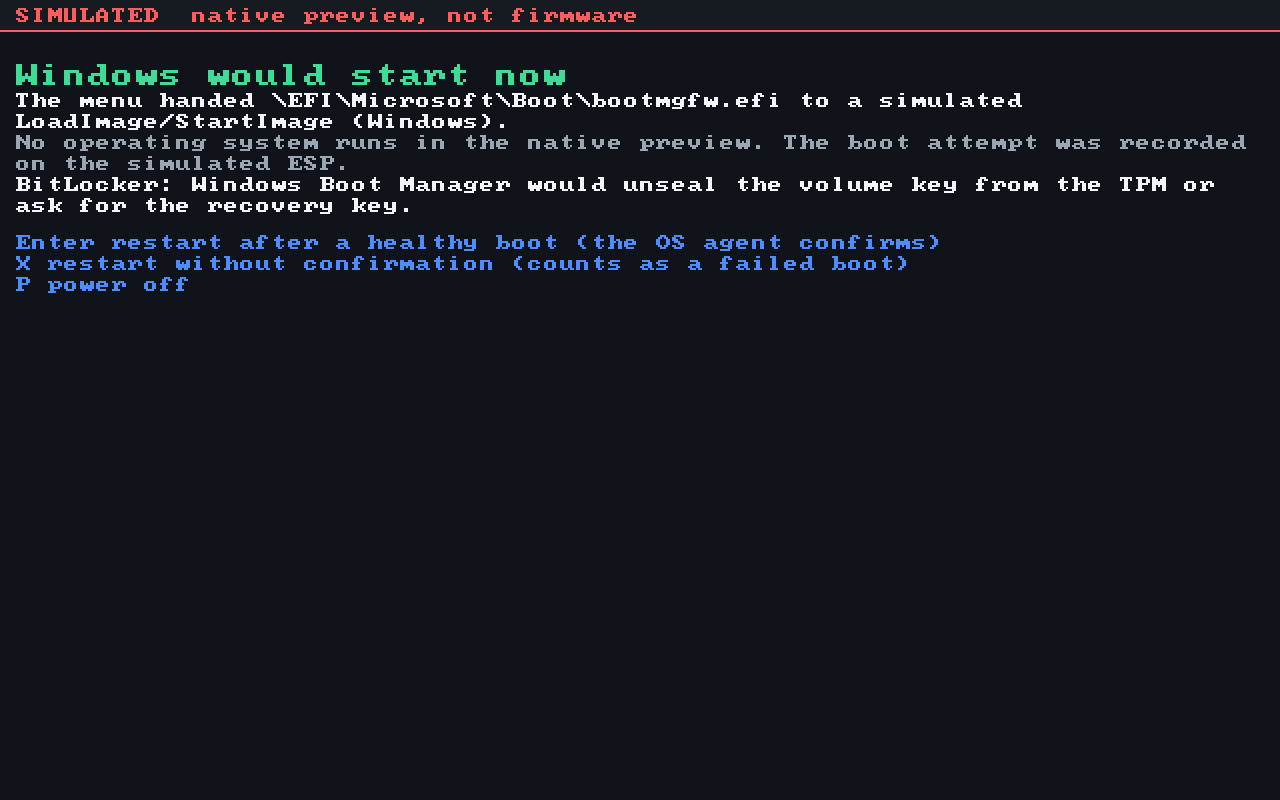 SIMULATED  native preview, not firmware
Windows would start now
The menu handed \EFI\Microsoft\Boot\bootmgfw.efi to a simulated
LoadImage/StartImage (Windows).
No operating system runs in the native preview. The boot attempt was recorded
on the simulated ESP.
BitLocker: Windows Boot Manager would unseal the volume key from the TPM or
ask for the recovery key.
Enter restart after a healthy boot (the OS agent confirms)
X restart without confirmation (counts as a failed boot)
P power off